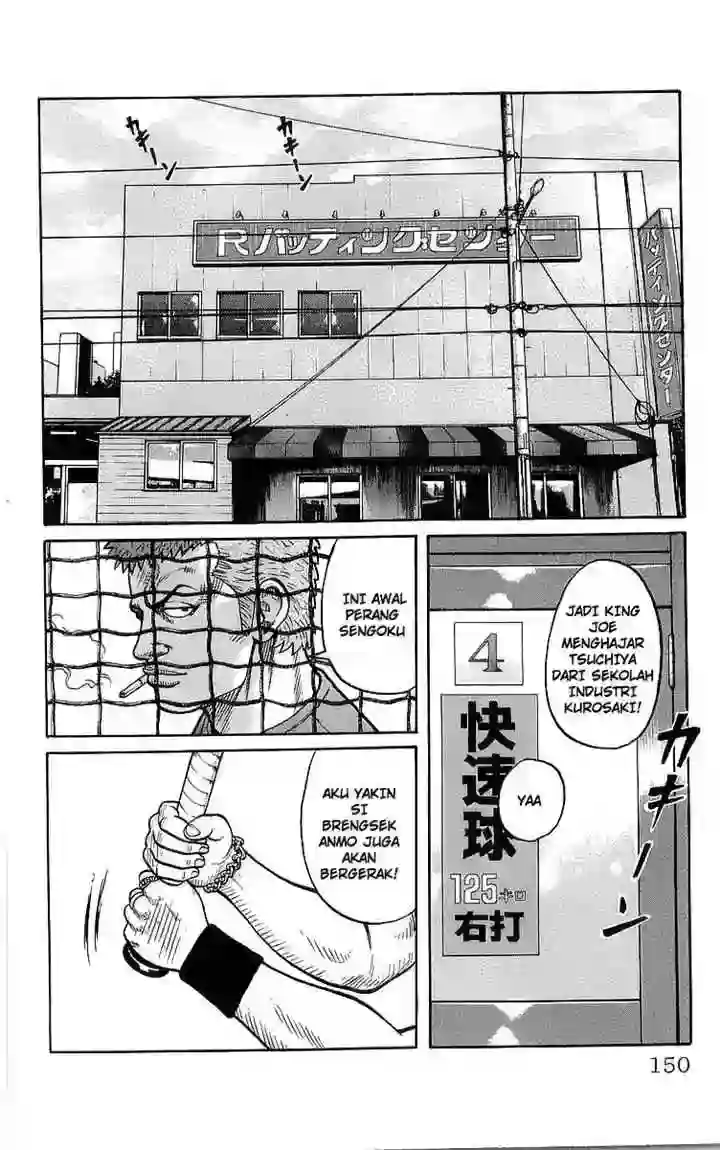 カキーン
カキーン
Rバッティングセンター
バッティングセンター
JADI KING
JOE
MENGHAJAR
TSUCHIYA
DARI SEKOLAH
INDUSTRI
KUROSAKI!
4
快速球
125キロ
右打
YAA
カキーン
INI AWAL
PERANG
SENGOKU
AKU YAKIN
SI
BRENGSEK
ANMO JUGA
AKAN
BERGERAK!
150